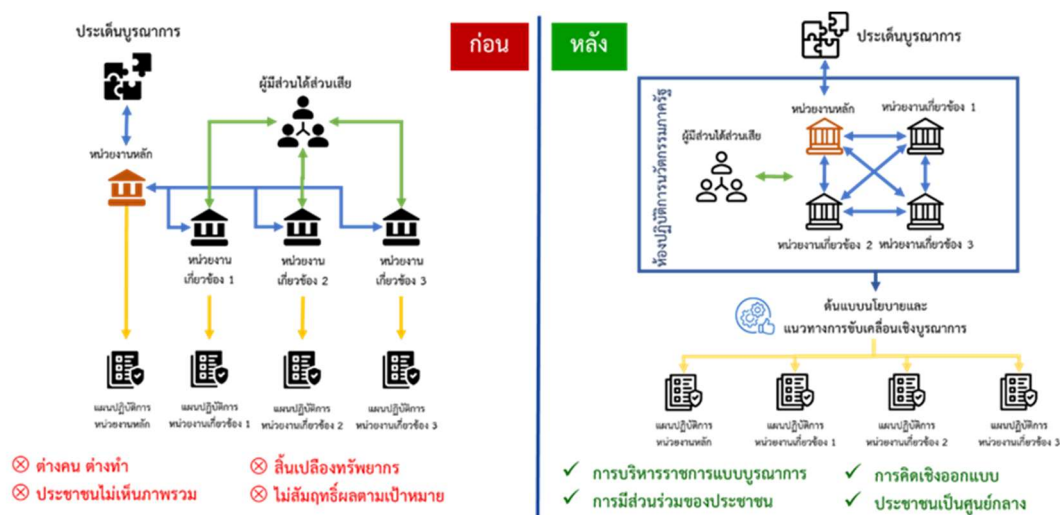 ประเด็นบูรณาการ
ผู้มีส่วนได้ส่วนเสีย
หน่วยงานหลัก
หน่วยงาน
เกี่ยวข้อง 1
หน่วยงาน
เกี่ยวข้อง 2
หน่วยงาน
เกี่ยวข้อง 3
แผนปฏิบัติการ
หน่วยงานหลัก
แผนปฏิบัติการ
หน่วยงานเกี่ยวข้อง 1
แผนปฏิบัติการ
หน่วยงานเกี่ยวข้อง 2
แผนปฏิบัติการ
หน่วยงานเกี่ยวข้อง 3
ต่างคน ต่างทำ
สิ้นเปลืองทรัพยากร
ประชาชนไม่เห็นภาพรวม
ไม่สัมฤทธิ์ผลตามเป้าหมาย
ก่อน
หลัง
ประเด็นบูรณาการ
หน่วยงานหลัก
หน่วยงานเกี่ยวข้อง 1
ผู้มีส่วนได้ส่วนเสีย
ห้องปฏิบัติการนวัตกรรมภาครัฐ
หน่วยงานเกี่ยวข้อง 2
หน่วยงานเกี่ยวข้อง 3
ต้นแบบนโยบายและ
แนวทางการขับเคลื่อนเชิงบูรณาการ
แผนปฏิบัติการ
หน่วยงานหลัก
แผนปฏิบัติการ
หน่วยงานเกี่ยวข้อง 1
แผนปฏิบัติการ
หน่วยงานเกี่ยวข้อง 2
แผนปฏิบัติการ
หน่วยงานเกี่ยวข้อง 3
การบริหารราชการแบบบูรณาการ
การคิดเชิงออกแบบ
การมีส่วนร่วมของประชาชน
ประชาชนเป็นศูนย์กลาง